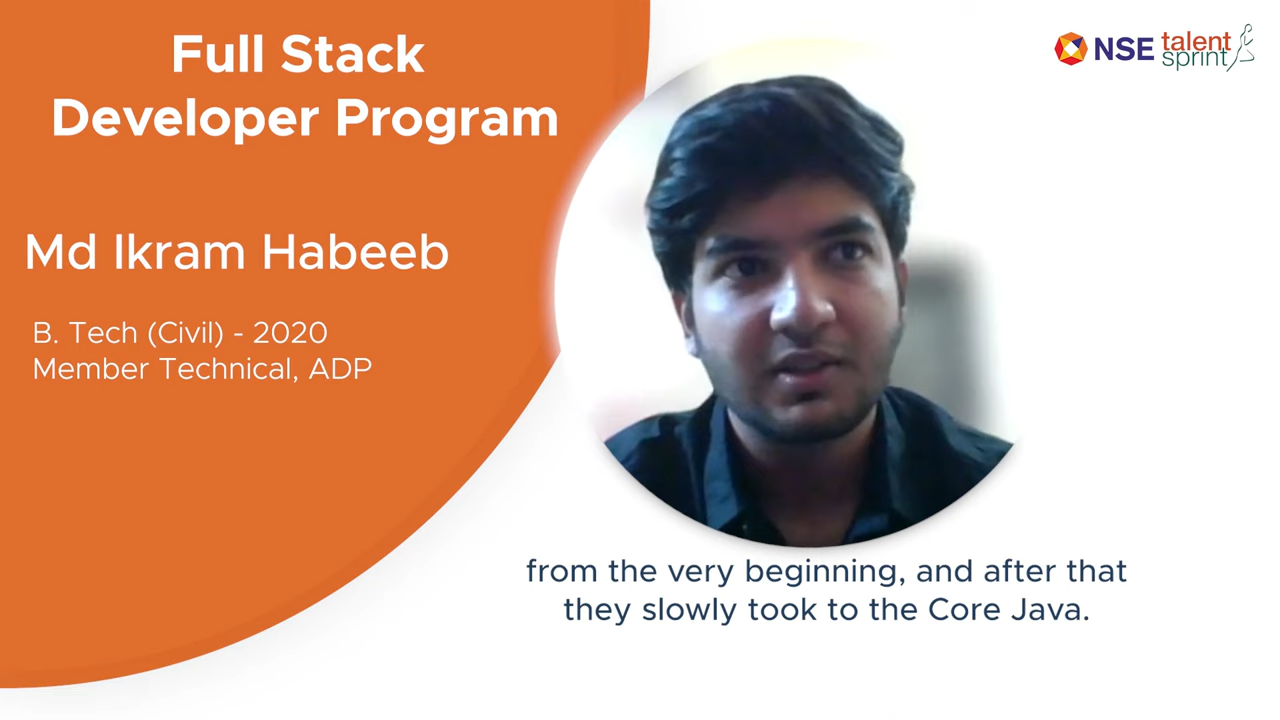 Full Stack
Developer Program
NSE talent
sprint
Md Ikram Habeeb
B. Tech (Civil) - 2020
Member Technical, ADP
from the very beginning, and after that
they slowly took to the Core Java.